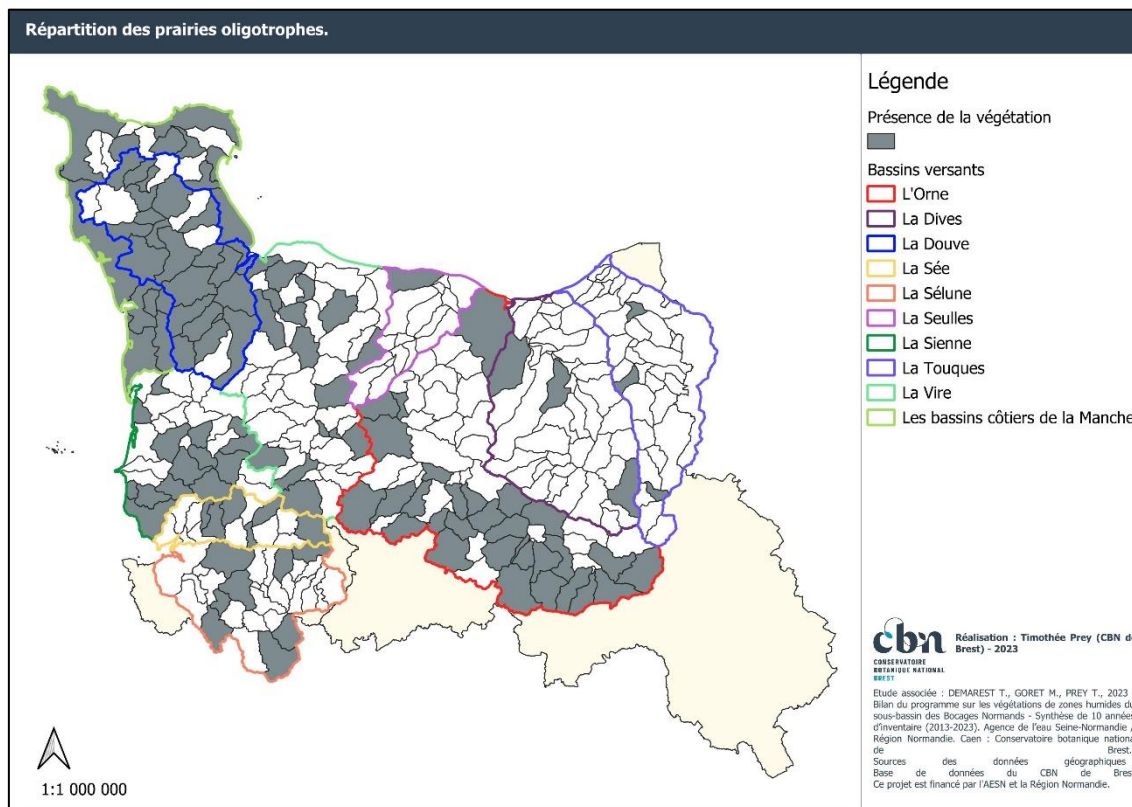 Répartition des prairies oligotrophes.
Légende
Présence de la végétation
Bassins versants
L'Orne
La Dives
La Douve
La Sée
La Sélune
La Seulles
La Sienne
La Touques
La Vire
Les bassins côtiers de la Manche
cbn
CONSERVATOIRE
BOTANIQUE NATIONAL
BREST
Réalisation : Timothée Prey (CBN de
Brest) - 2023
Etude associée : DEMAREST T., GORET M., PREY T., 2023
Bilan du programme sur les végétations de zones humides du
sous-bassin des Bocages Normands - Synthèse de 10 années
d'inventaire (2013-2023). Agence de l'eau Seine-Normandie /
Région Normandie. Caen : Conservatoire botanique national
de Brest.
Sources des données géographiques
Base de données du CBN de Brest
Ce projet est financé par l'AESN et la Région Normandie.
1:1 000 000